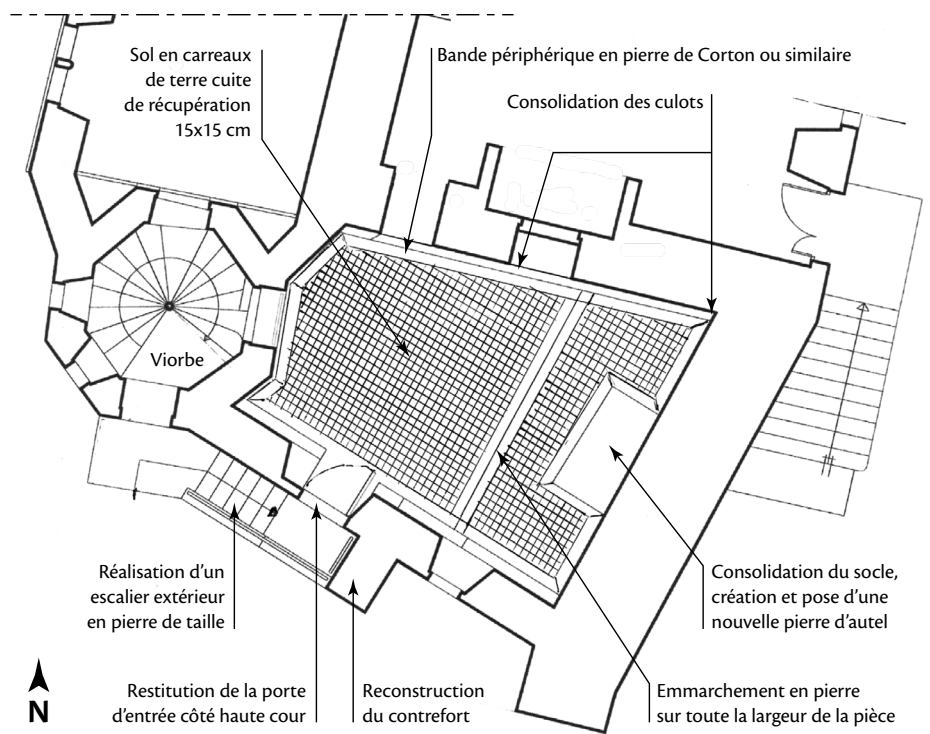 Sol en carreaux
de terre cuite
de récupération
15x15 cm
Bande périphérique en pierre de Corton ou similaire
Consolidation des culots
Viorbe
Réalisation d'un
escalier extérieur
en pierre de taille
Consolidation du socle,
création et pose d'une
nouvelle pierre d'autel
N
Restitution de la porte
d'entrée côté haute cour
Reconstruction
du contrefort
Emmarchement en pierre
sur toute la largeur de la pièce